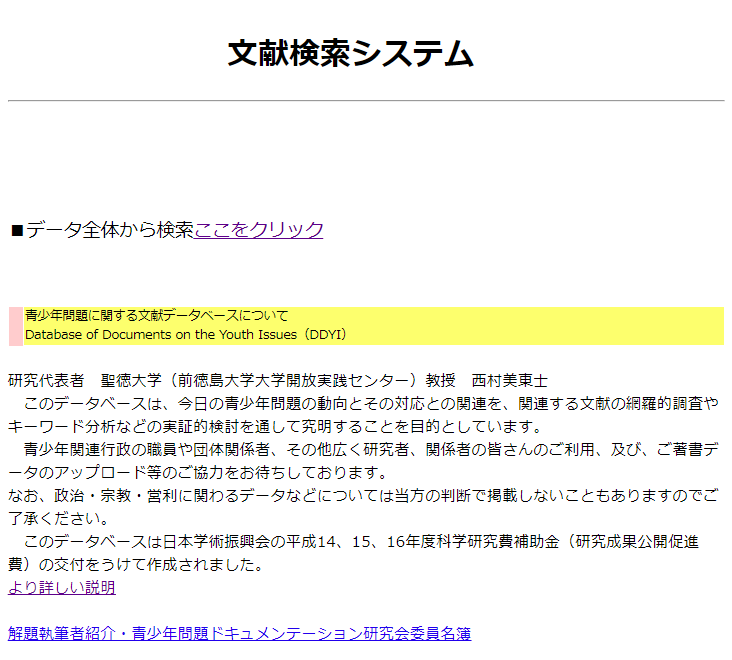 文献検索システム
■データ全体から検索ここをクリック
青少年問題に関する文献データベースについて
Database of Documents on the Youth Issues（DDYI）
研究代表者　聖徳大学（前徳島大学大学開放実践センター）教授　西村美東士
　このデータベースは、今日の青少年問題の動向とその対応との関連を、関連する文献の網羅的調査や
キーワード分析などの実証的検討を通して究明することを目的としています。
　青少年関連行政の職員や団体関係者、その他広く研究者、関係者の皆さんのご利用、及び、ご著書デ
ータのアップロード等のご協力をお待ちしております。
なお、政治・宗教・営利に関わるデータなどについては当方の判断で掲載しないこともありますのでご
了承ください。
　このデータベースは日本学術振興会の平成14、15、16年度科学研究費補助金（研究成果公開促進
費）の交付をうけて作成されました。
より詳しい説明
解題執筆者紹介・青少年問題ドキュメンテーション研究会委員名簿